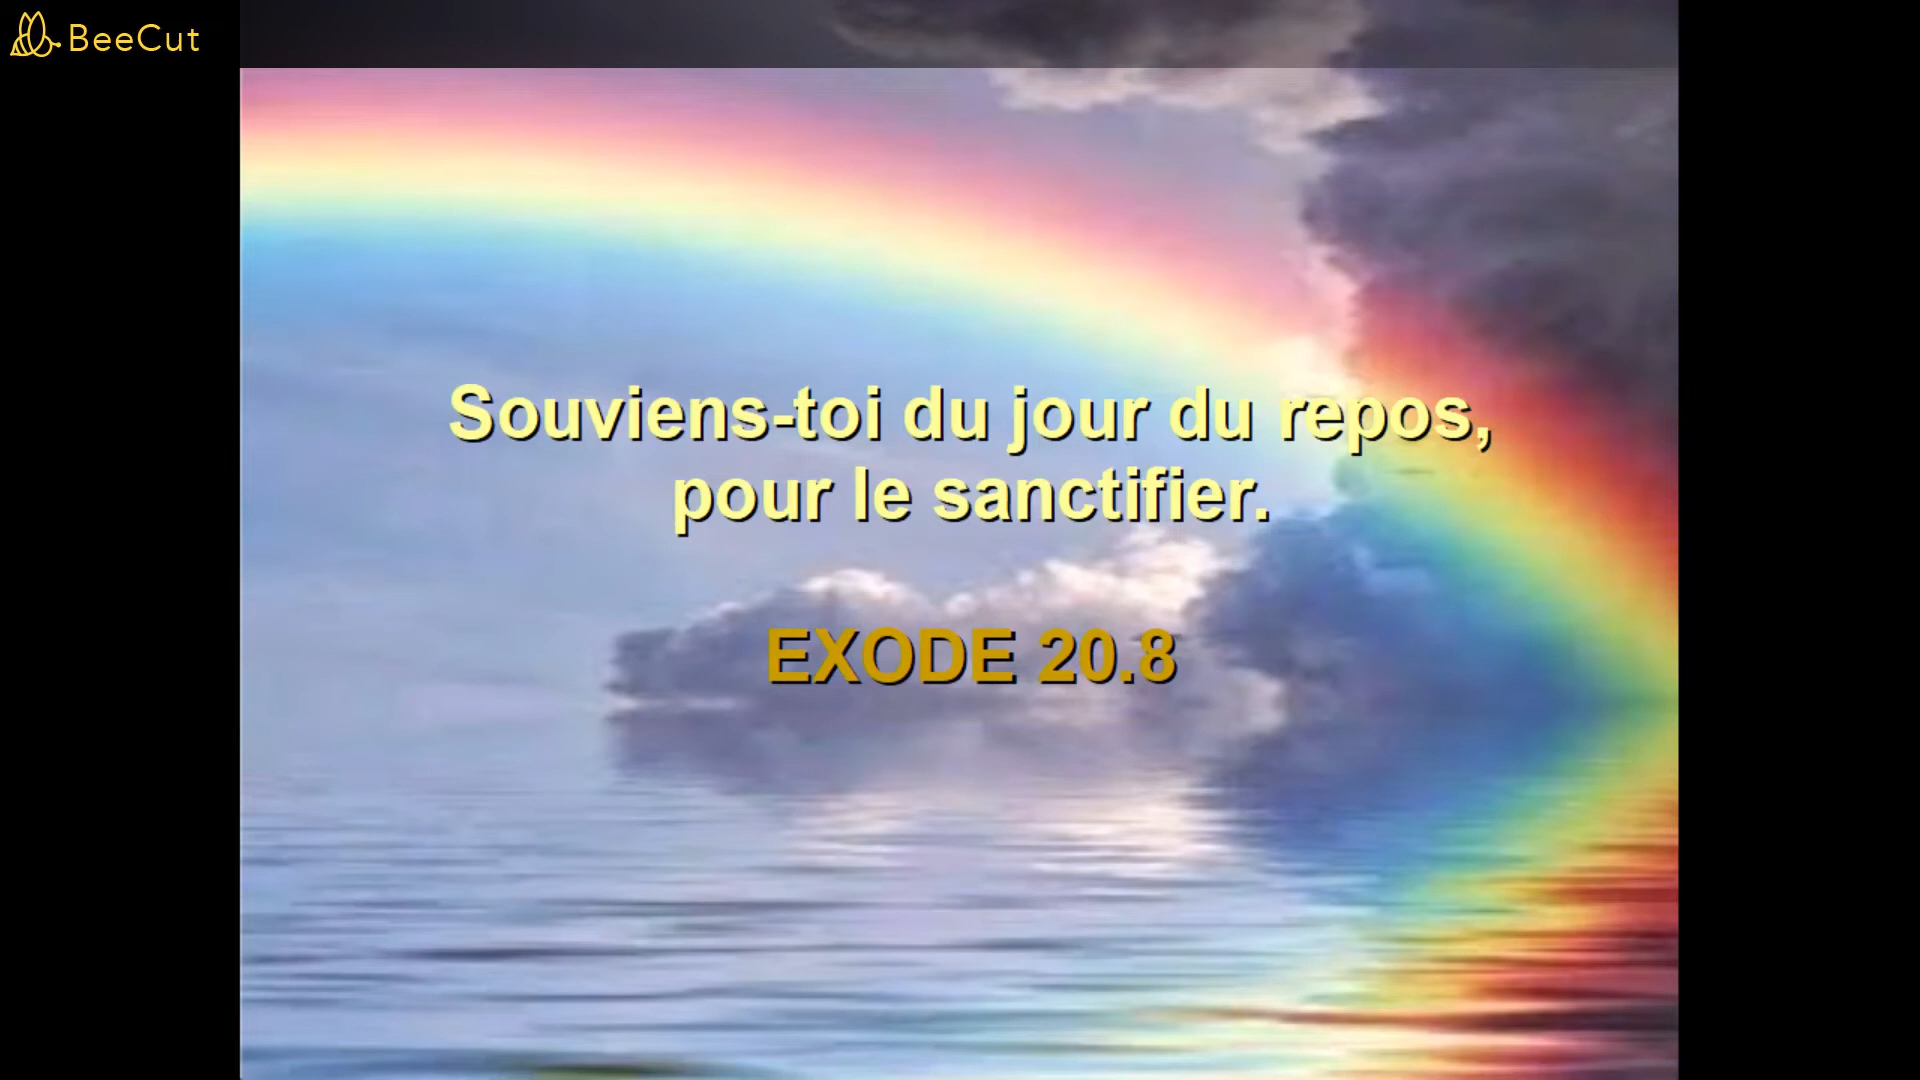 BeeCut
Souviens-toi du jour du repos,
pour le sanctifier.
EXODE 20.8